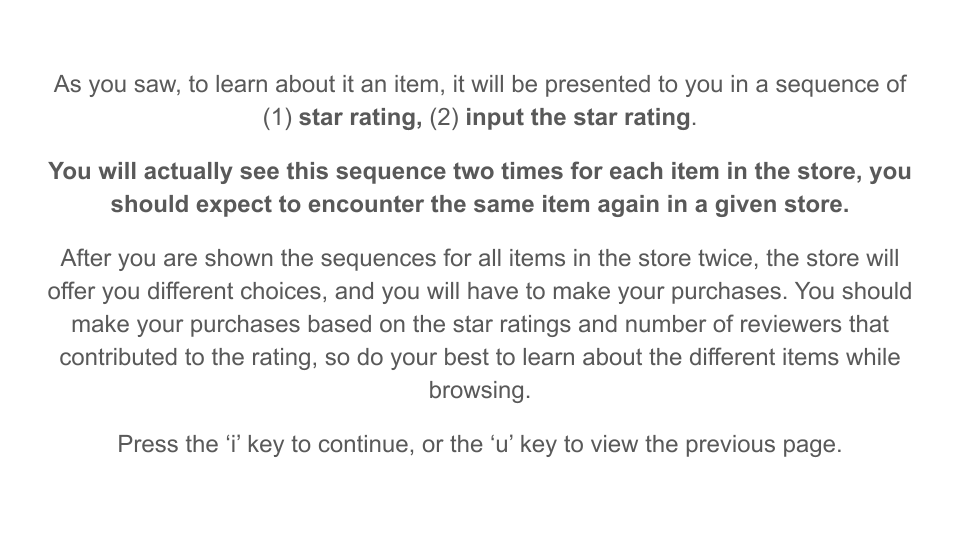 As you saw, to learn about it an item, it will be presented to you in a sequence of
(1) star rating, (2) input the star rating.
You will actually see this sequence two times for each item in the store, you
should expect to encounter the same item again in a given store.
After you are shown the sequences for all items in the store twice, the store will
offer you different choices, and you will have to make your purchases. You should
make your purchases based on the star ratings and number of reviewers that
contributed to the rating, so do your best to learn about the different items while
browsing.
Press the ‘i’ key to continue, or the ‘u’ key to view the previous page.